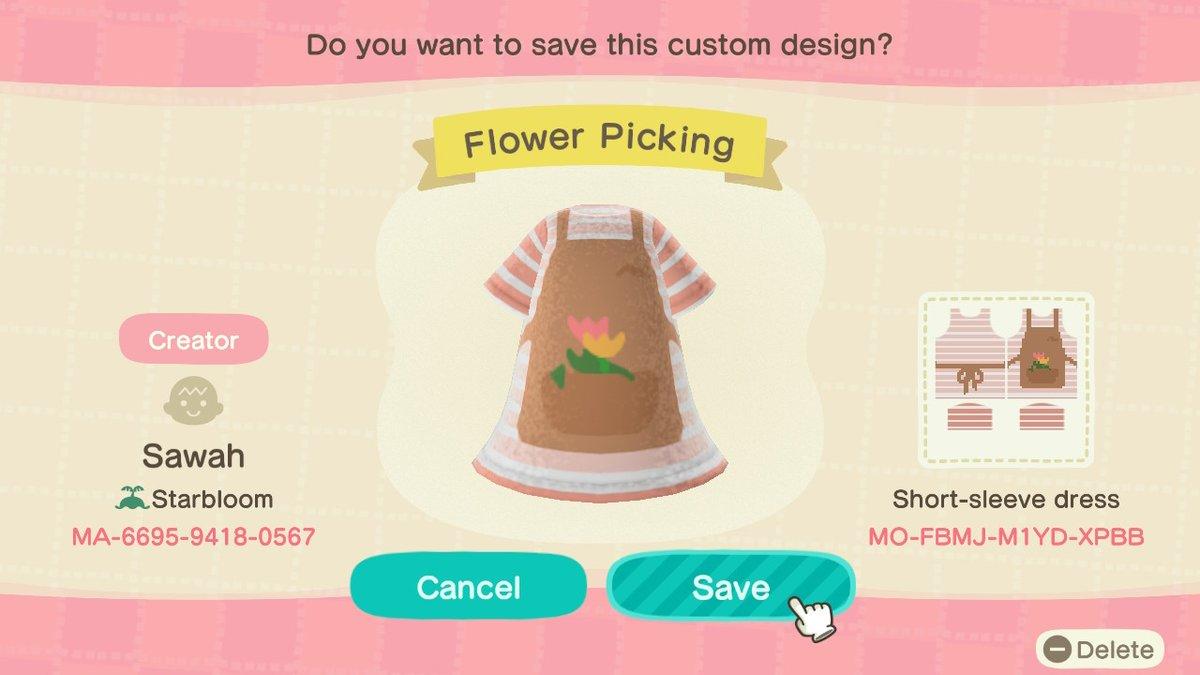 Do you want to save this custom design?
Flower Picking
Creator
Sawah
Starbloom
MA-6695-9418-0567
Short-sleeve dress
MO-FBMJ-M1YD-XPBB
Cancel
Save
Delete